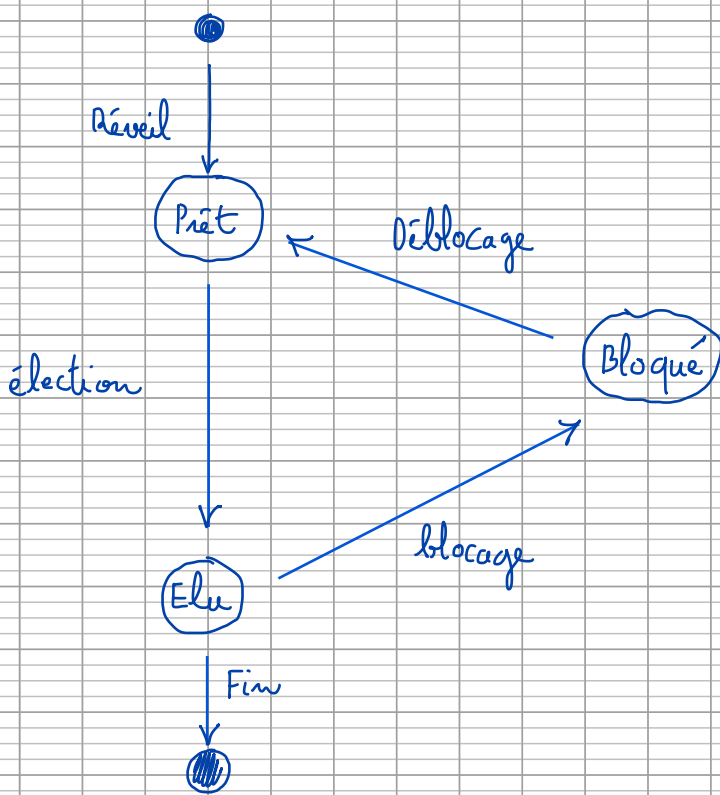 Réveil
Prêt
Déblocage
Bloqué
élection
blocage
Elu
Fin